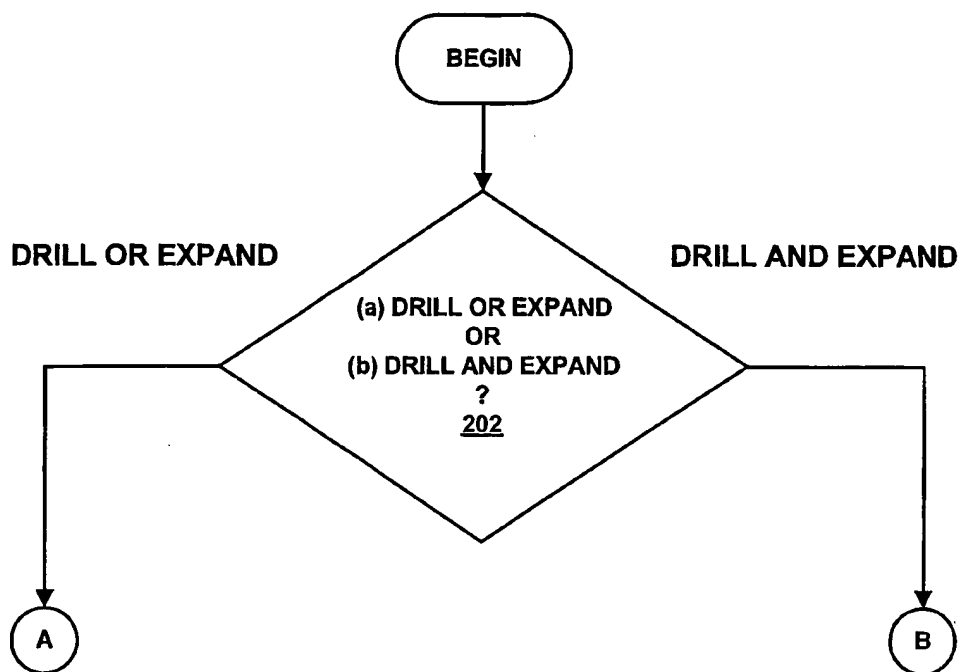 BEGIN
DRILL OR EXPAND
DRILL AND EXPAND
(a) DRILL OR EXPAND
OR
(b) DRILL AND EXPAND
?
202
A
B